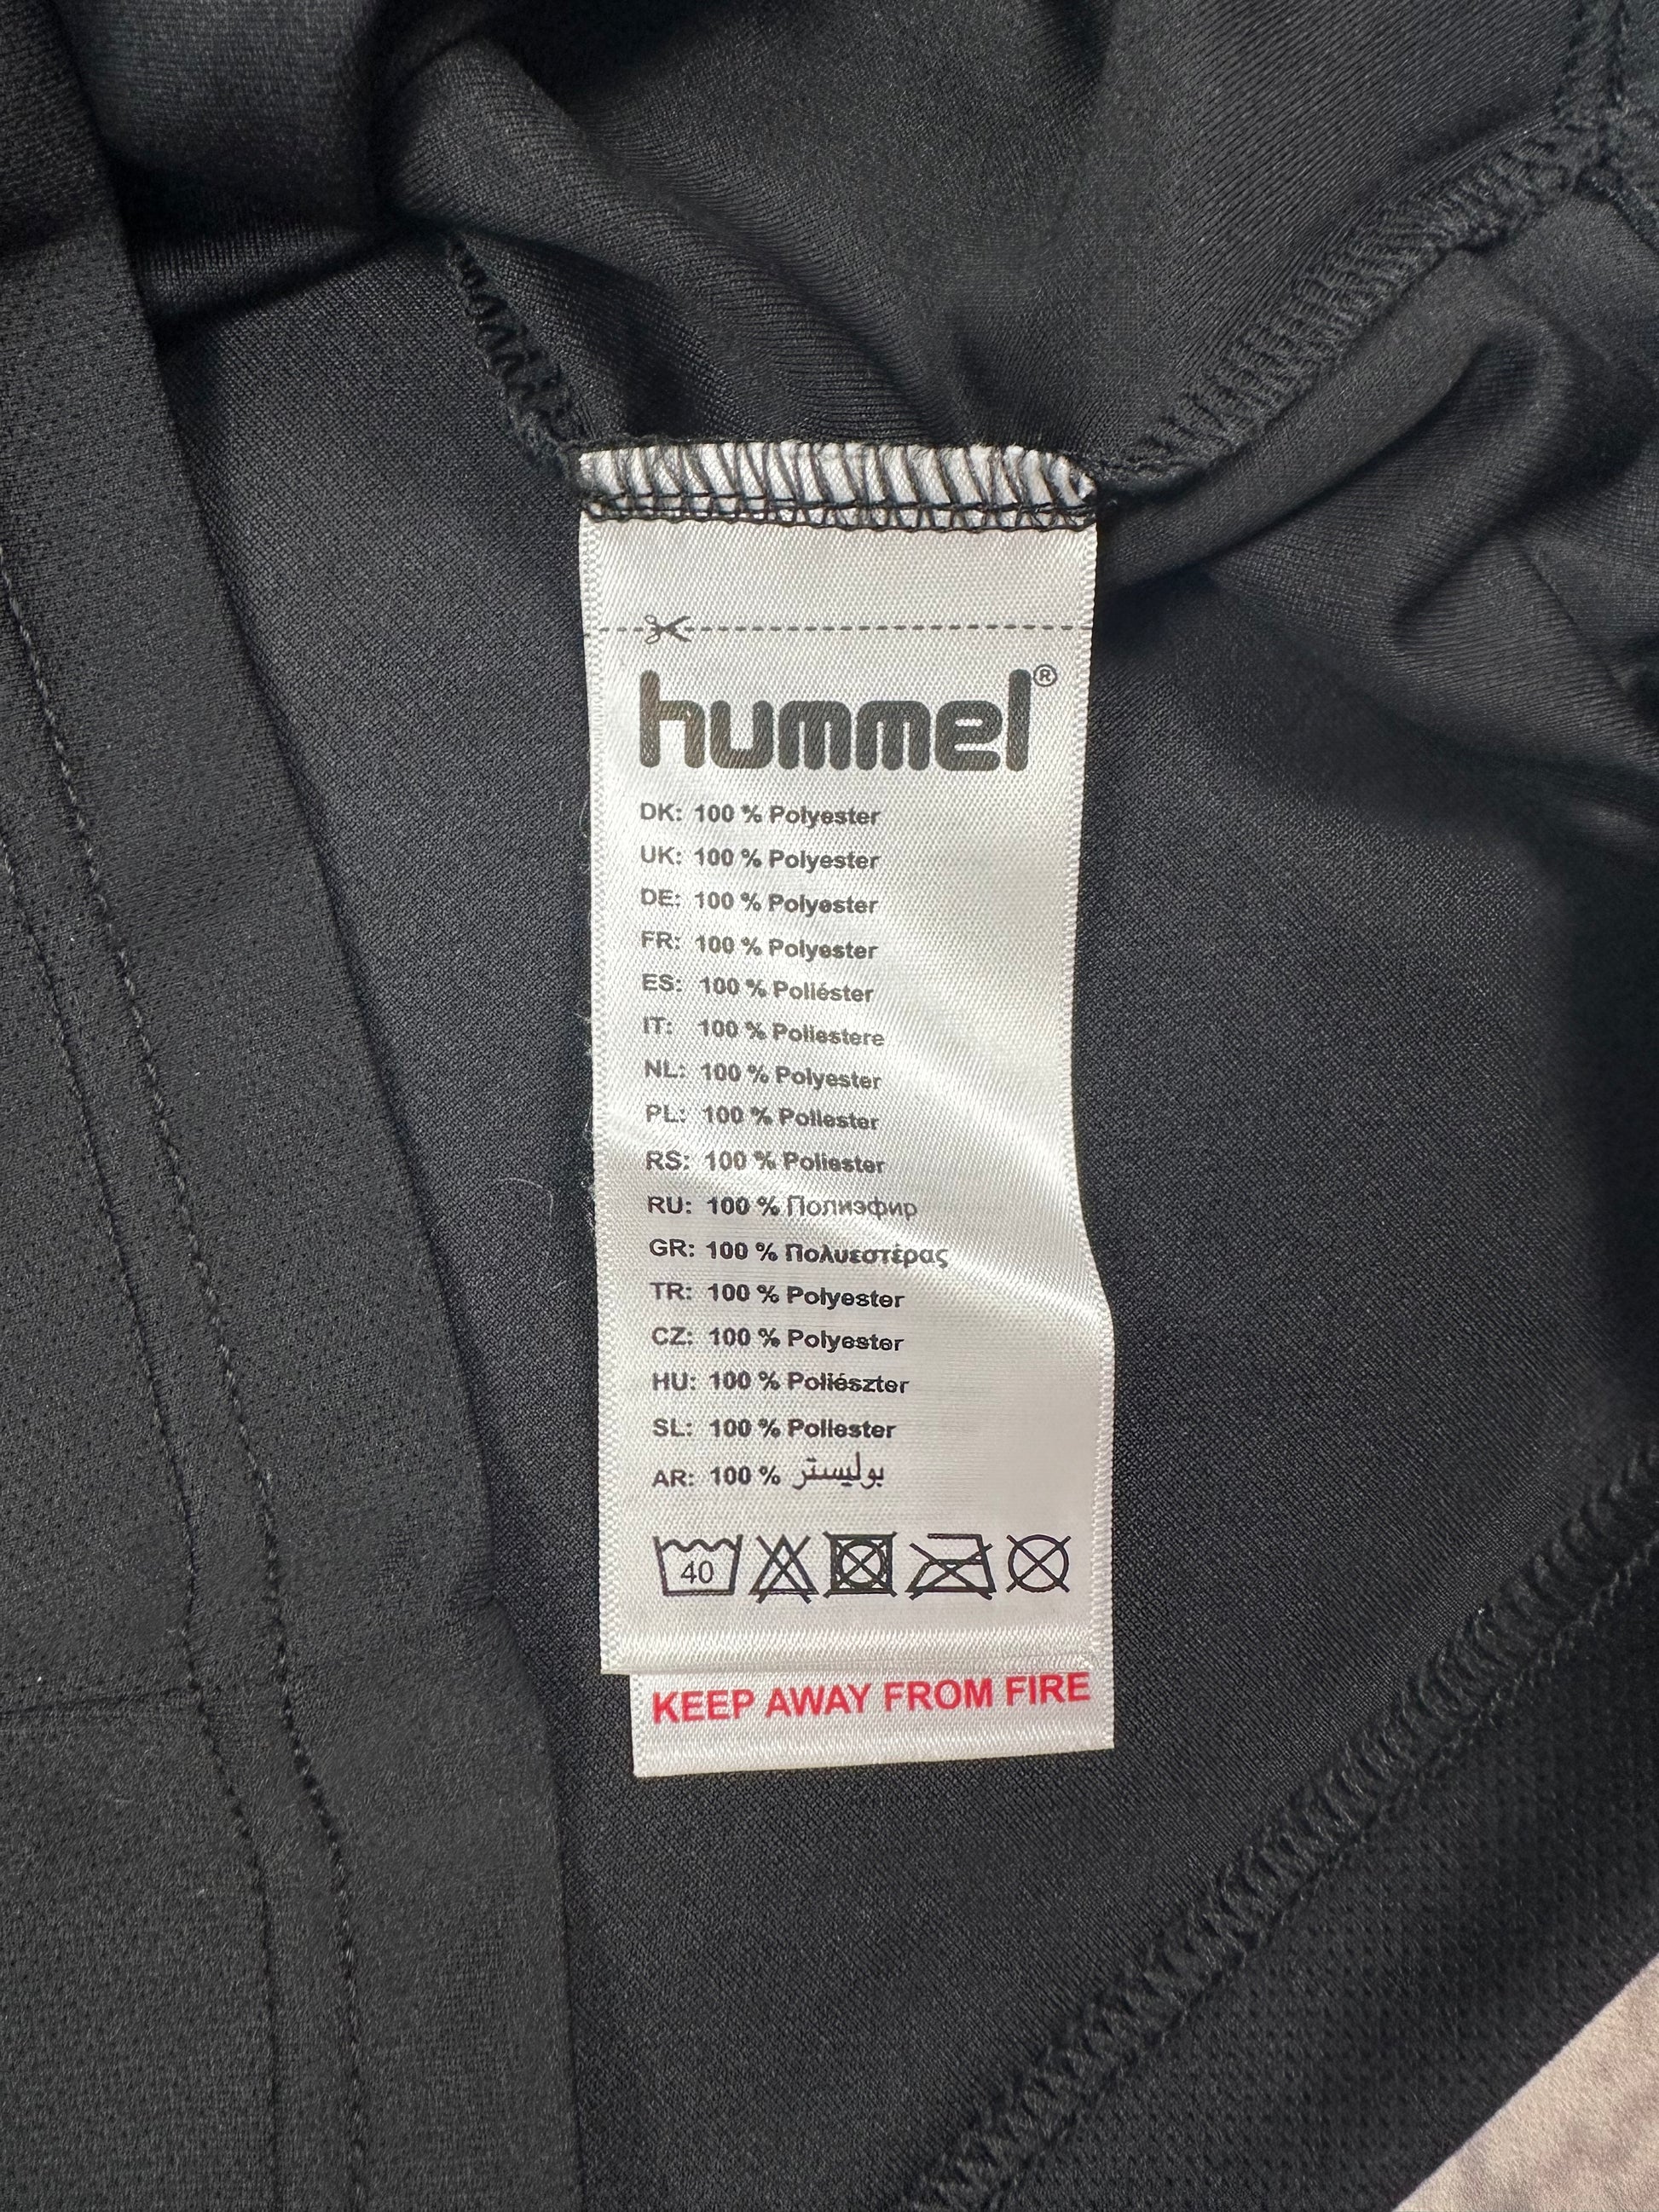 hummel®
DK: 100 % Polyester
UK: 100 % Polyester
DE: 100 % Polyester
FR: 100 % Polyester
ES: 100 % Poliéster
IT: 100 % Poliestere
NL: 100 % Polyester
PL: 100 % Poliester
RS: 100 % Poliester
RU: 100 % Полиэфир
GR: 100 % Πολυεστέρας
TR: 100 % Polyester
CZ: 100 % Polyester
HU: 100 % Poliészter
SL: 100 % Poliester
AR: 100 % بوليستر
40
KEEP AWAY FROM FIRE